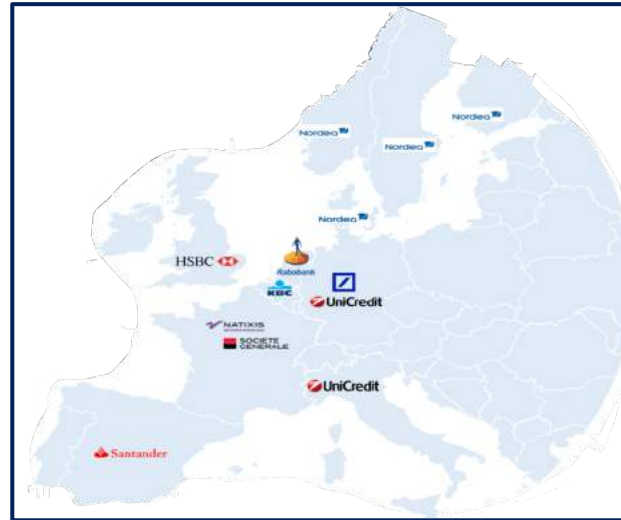 Nordea
Nordea
Nordea
Nordea
HSBC
Rabobank
KBC
UniCredit
NATIXIS
SOCIETE
GENERALE
UniCredit
Santander